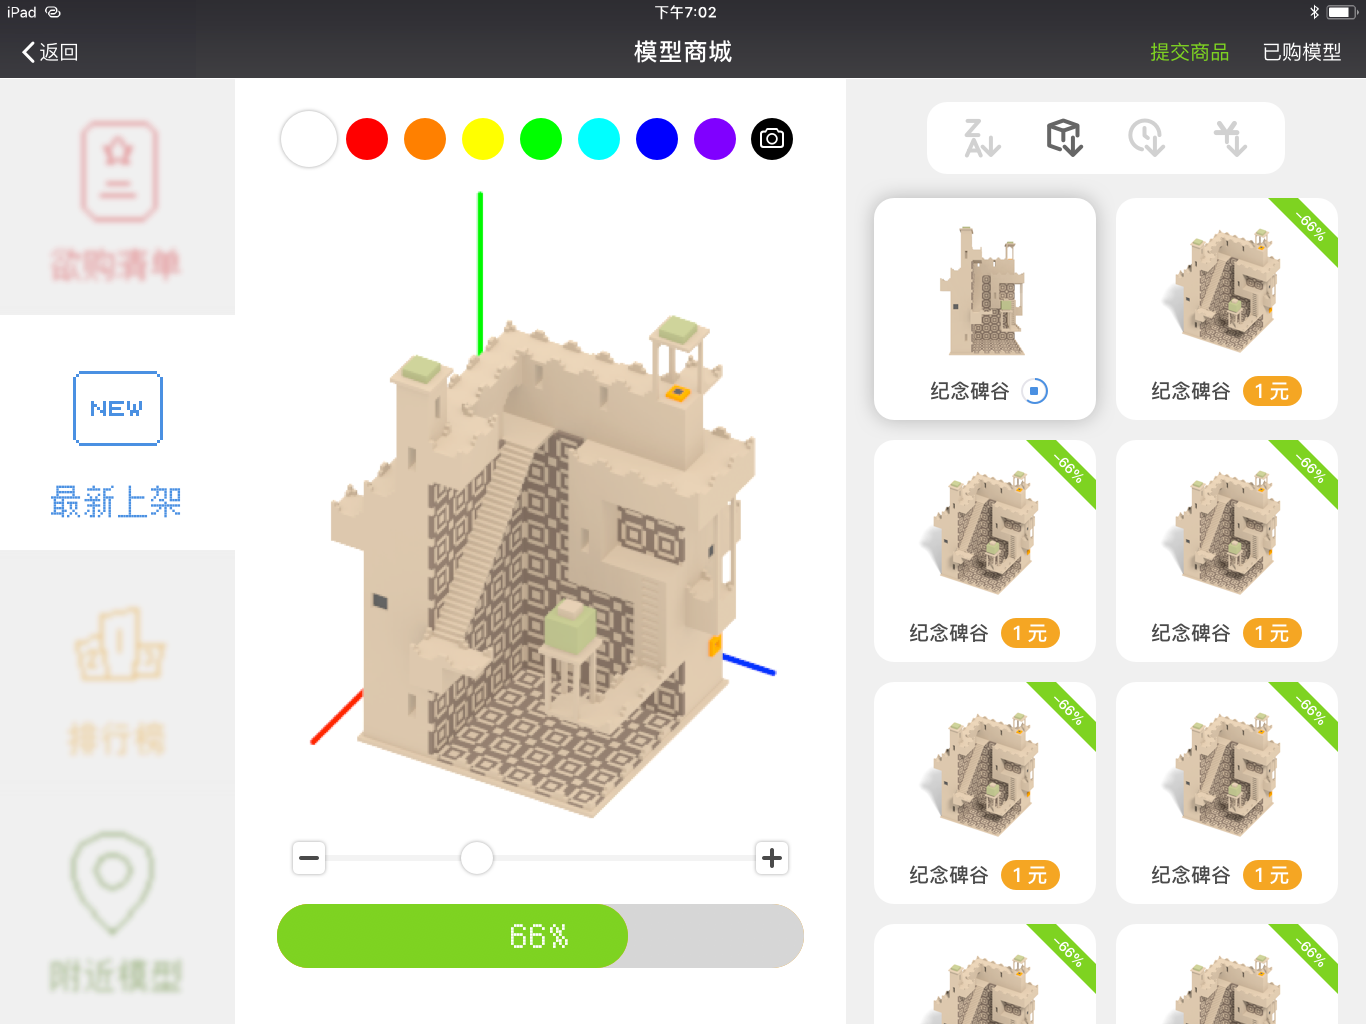 iPad
下午7:02
返回
模型商城
提交商品
已购模型
欲购清单
NEW
最新上架
排行榜
附近模型
66%
Z
A
纪念碑谷
-66%
纪念碑谷 1 元
-66%
纪念碑谷 1 元
-66%
纪念碑谷 1 元
-66%
纪念碑谷 1 元
-66%
纪念碑谷 1 元
-66%
-66%